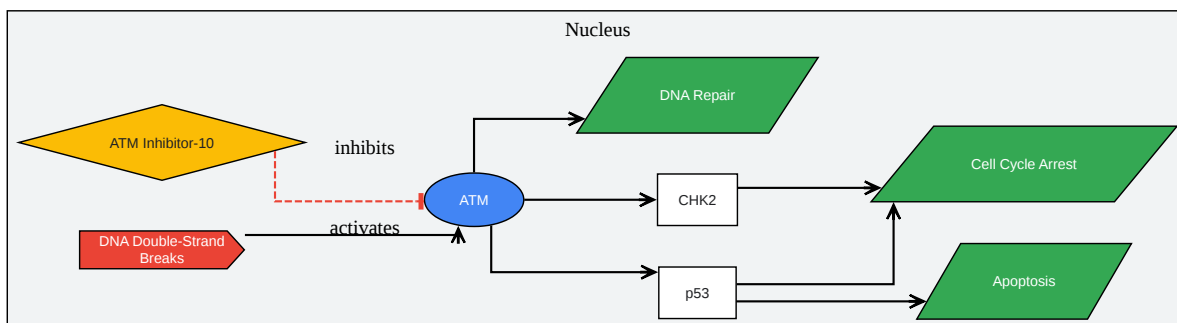 Nucleus
DNA Repair
ATM Inhibitor-10
inhibits
Cell Cycle Arrest
ATM
CHK2
activates
DNA Double-Strand
Breaks
p53
Apoptosis